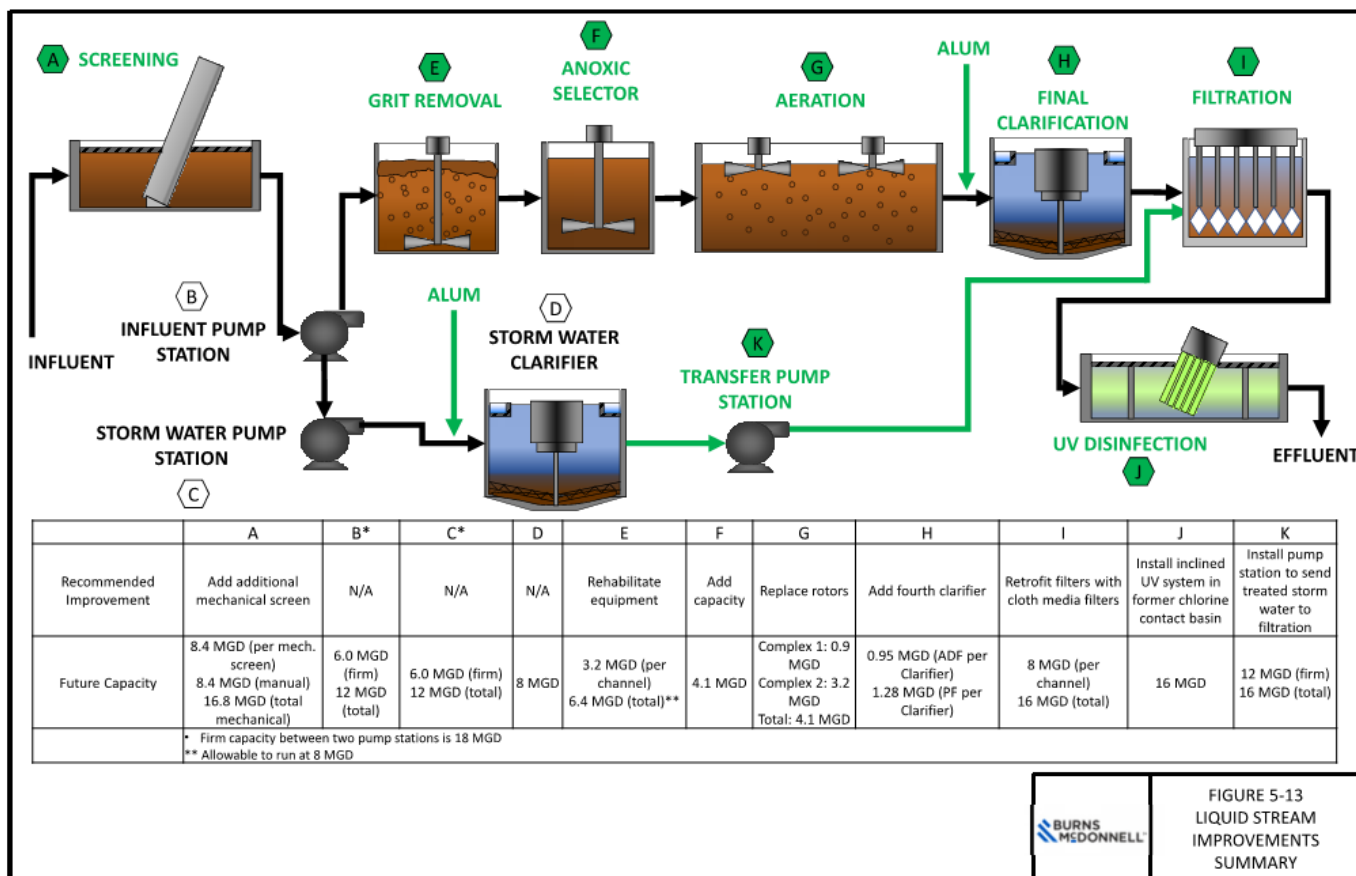 A SCREENING
E
GRIT REMOVAL
F
ANOXIC
SELECTOR
G
AERATION
ALUM
H
FINAL
CLARIFICATION
I
FILTRATION
INFLUENT
B
INFLUENT PUMP
STATION
STORM WATER PUMP
STATION
C
ALUM
D
STORM WATER
CLARIFIER
K
TRANSFER PUMP
STATION
UV DISINFECTION
J
EFFLUENT
A B* C* D E F G H I J K
Recommended
Improvement
Add additional
mechanical screen
N/A
N/A
N/A
Rehabilitate
equipment
Add
capacity
Replace rotors
Add fourth clarifier
Retrofit filters with
cloth media filters
Install inclined
UV system in
former chlorine
contact basin
Install pump
station to send
treated storm
water to
filtration
Future Capacity
8.4 MGD (per mech.
screen)
8.4 MGD (manual)
16.8 MGD (total
mechanical)
6.0 MGD
(firm)
12 MGD
(total)
6.0 MGD (firm)
12 MGD (total)
8 MGD
3.2 MGD (per
channel)
6.4 MGD (total)**
4.1 MGD
Complex 1: 0.9
MGD
Complex 2: 3.2
MGD
Total: 4.1 MGD
0.95 MGD (ADF per
Clarifier)
1.28 MGD (PF per
Clarifier)
8 MGD (per
channel)
16 MGD (total)
16 MGD
12 MGD (firm)
16 MGD (total)
• Firm capacity between two pump stations is 18 MGD
** Allowable to run at 8 MGD
BURNS
McDONNELL
FIGURE 5-13
LIQUID STREAM
IMPROVEMENTS
SUMMARY